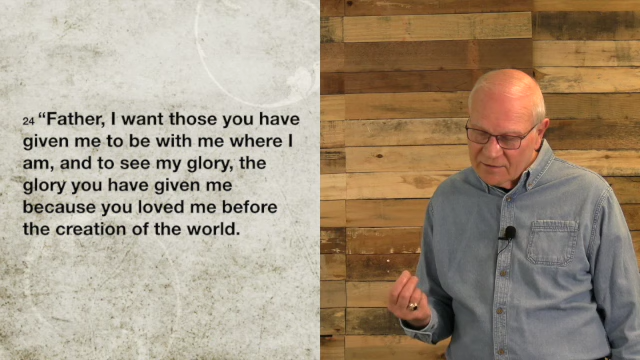 24 “Father, I want those you have
given me to be with me where I
am, and to see my glory, the
glory you have given me
because you loved me before
the creation of the world.